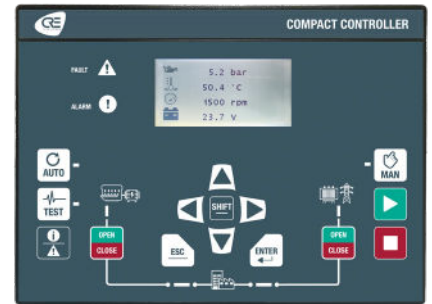 CRE
COMPACT CONTROLLER
FAULT
ALARM
5.2 bar
50.4 °C
1500 rpm
23.7 V
AUTO
TEST
MAN
SHIFT
ESC
ENTER
OPEN
CLOSE
OPEN
CLOSE